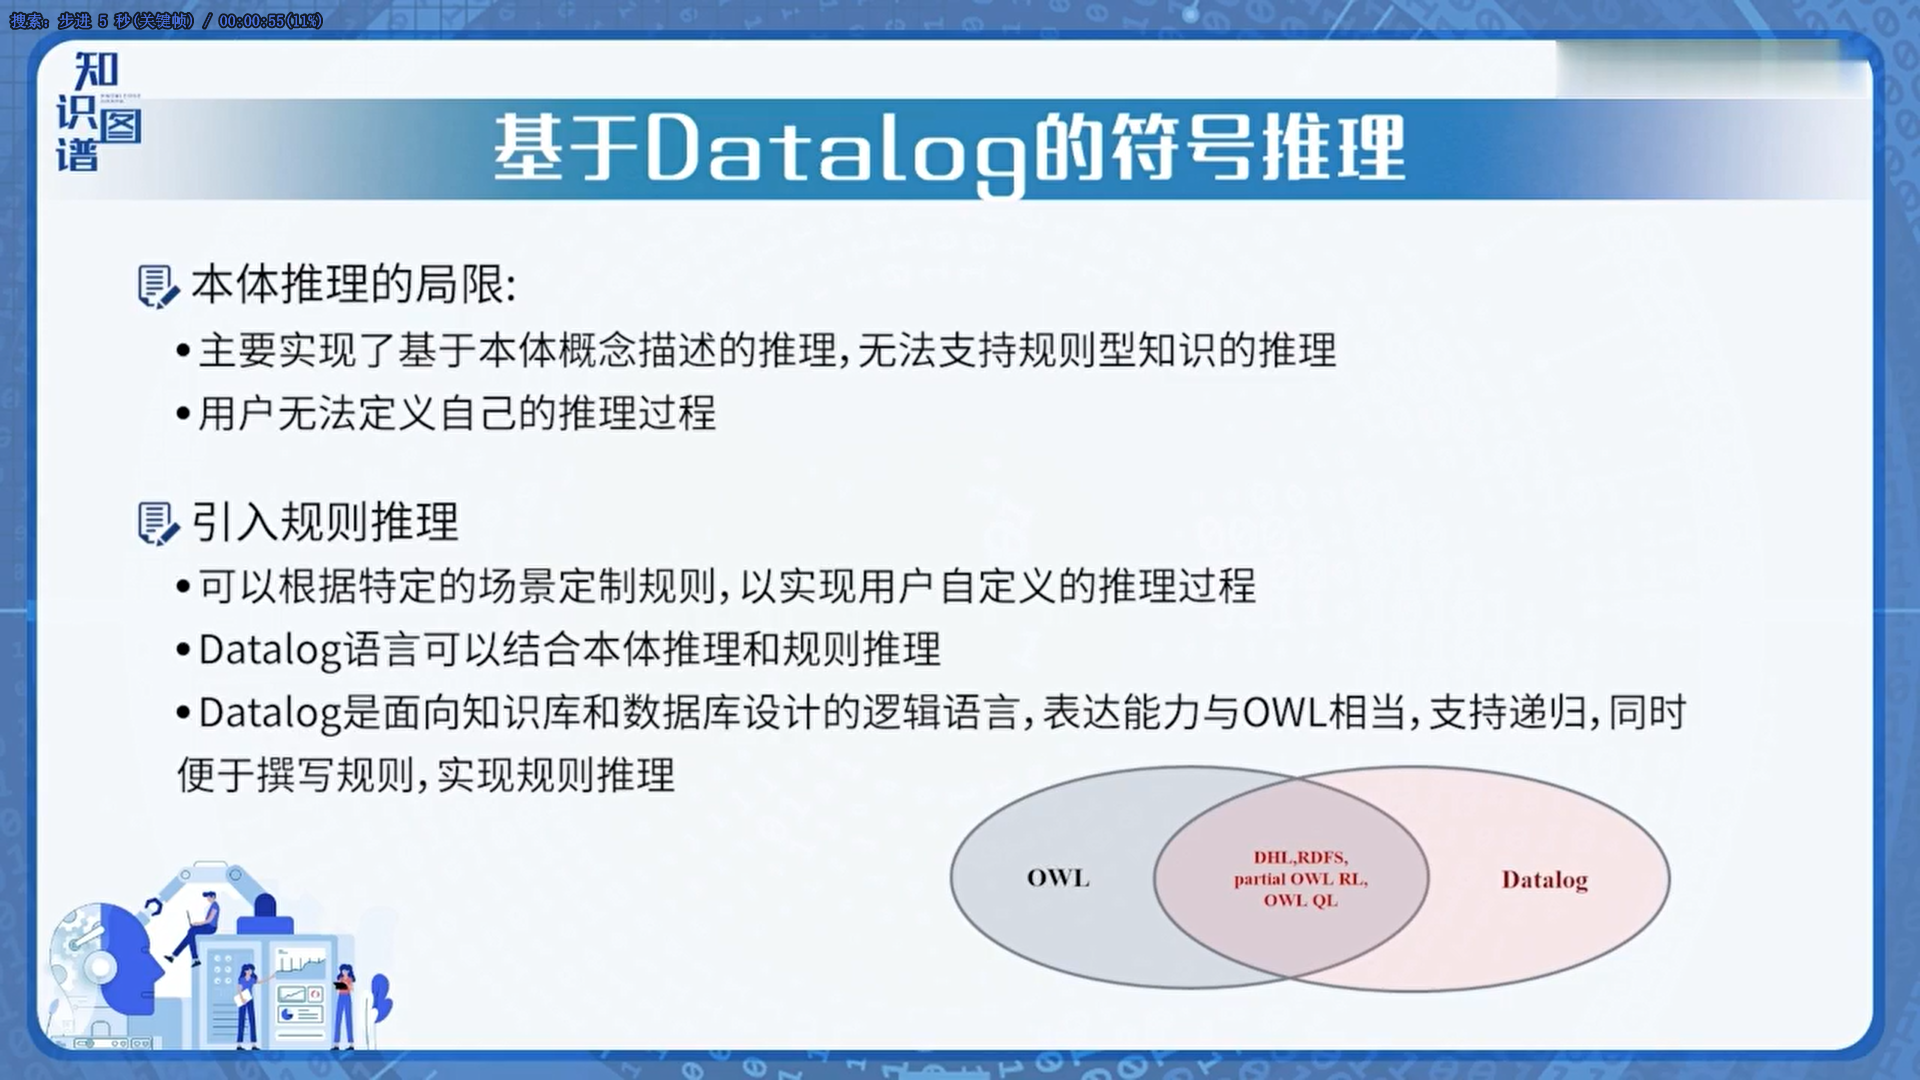 搜索: 步进 5 秒(关键帧) / 00:00:55(11%)
知识图谱
基于Datalog的符号推理
本体推理的局限:
•主要实现了基于本体概念描述的推理,无法支持规则型知识的推理
•用户无法定义自己的推理过程
引入规则推理
•可以根据特定的场景定制规则,以实现用户自定义的推理过程
•Datalog语言可以结合本体推理和规则推理
•Datalog是面向知识库和数据库设计的逻辑语言,表达能力与OWL相当,支持递归,同时
便于撰写规则,实现规则推理
OWL
DHL,RDFS,
partial OWL RL,
OWL QL
Datalog